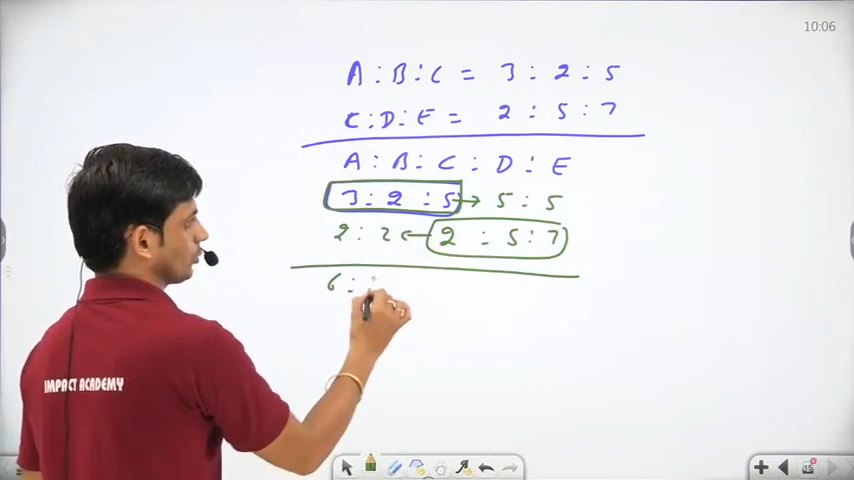 10:06
A : B : C = 3 : 2 : 5
C : D : E = 2 : 5 : 7
A : B : C : D : E
3 : 2 : 5 → 5 : 5
2 : 2 ← 2 : 5 : 7
6 :
IMPACT ACADEMY
15